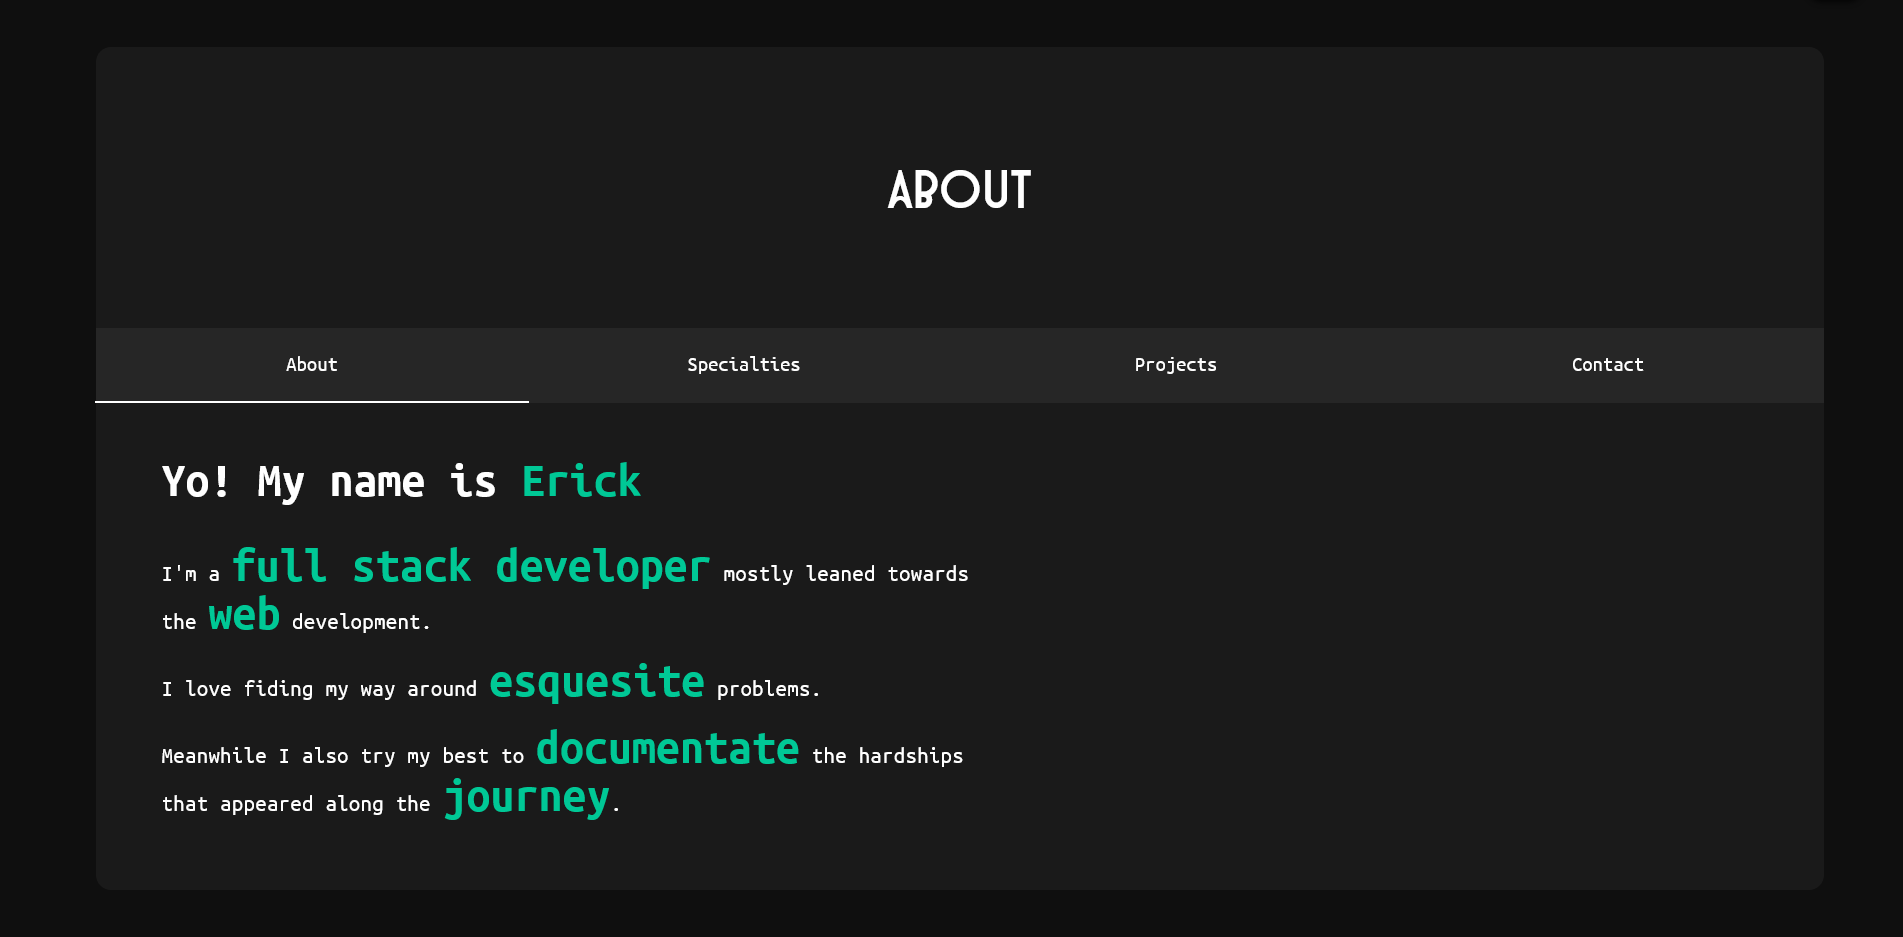 ABOUT
About Specialties Projects Contact
Yo! My name is Erick
I'm a full stack developer mostly leaned towards
the web development.
I love fiding my way around esquesite problems.
Meanwhile I also try my best to documentate the hardships
that appeared along the journey.